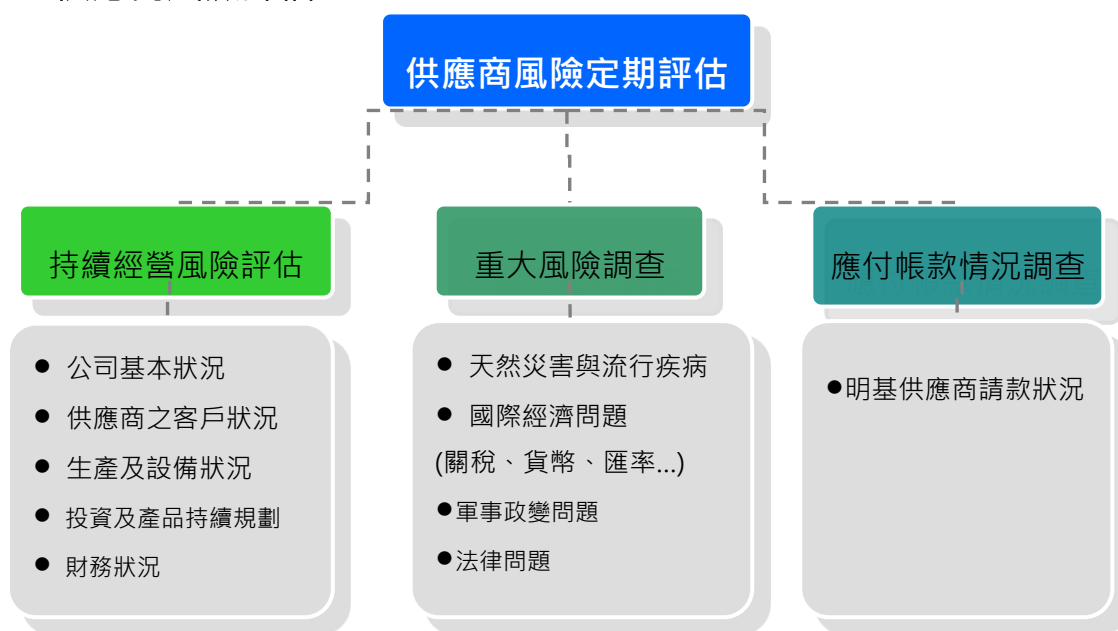 供應商風險定期評估
持續經營風險評估
● 公司基本狀況
● 供應商之客戶狀況
● 生產及設備狀況
● 投資及產品持續規劃
● 財務狀況
重大風險調查
● 天然災害與流行疾病
● 國際經濟問題
(關稅、貨幣、匯率...)
●軍事政變問題
●法律問題
應付帳款情況調查
●明基供應商請款狀況